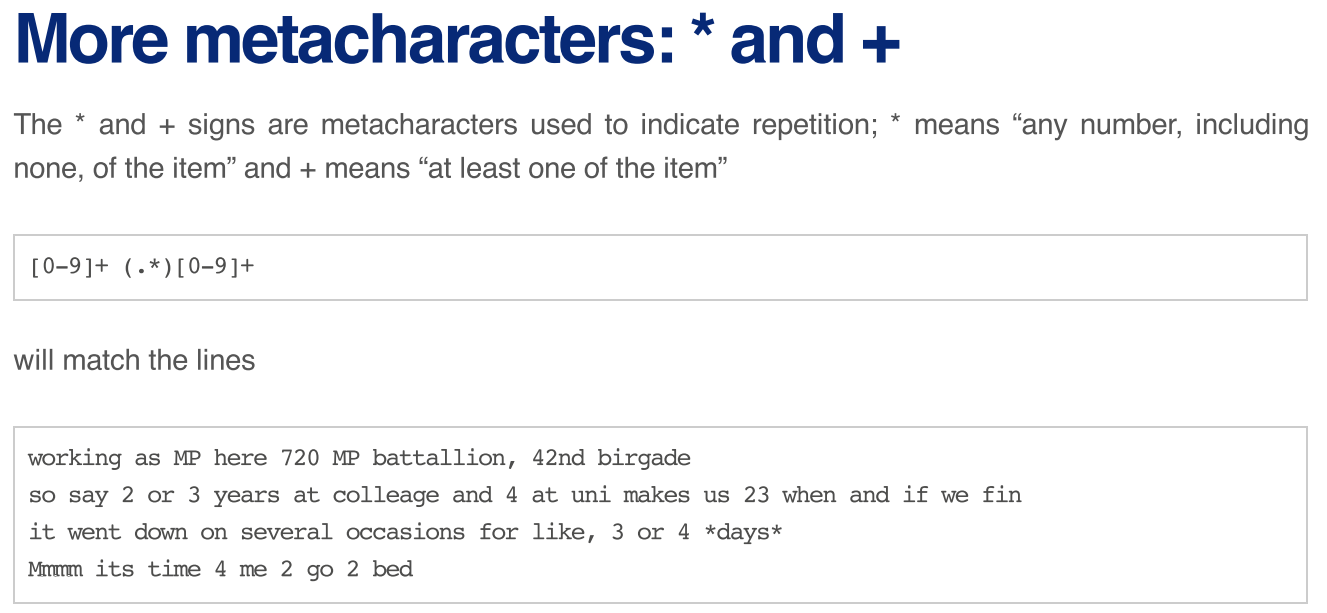 More metacharacters: * and +
The * and + signs are metacharacters used to indicate repetition; * means “any number, including
none, of the item” and + means “at least one of the item”
[0-9]+ (.*)[0-9]+
will match the lines
working as MP here 720 MP battallion, 42nd birgade
so say 2 or 3 years at colleage and 4 at uni makes us 23 when and if we fin
it went down on several occasions for like, 3 or 4 *days*
Mmmm its time 4 me 2 go 2 bed